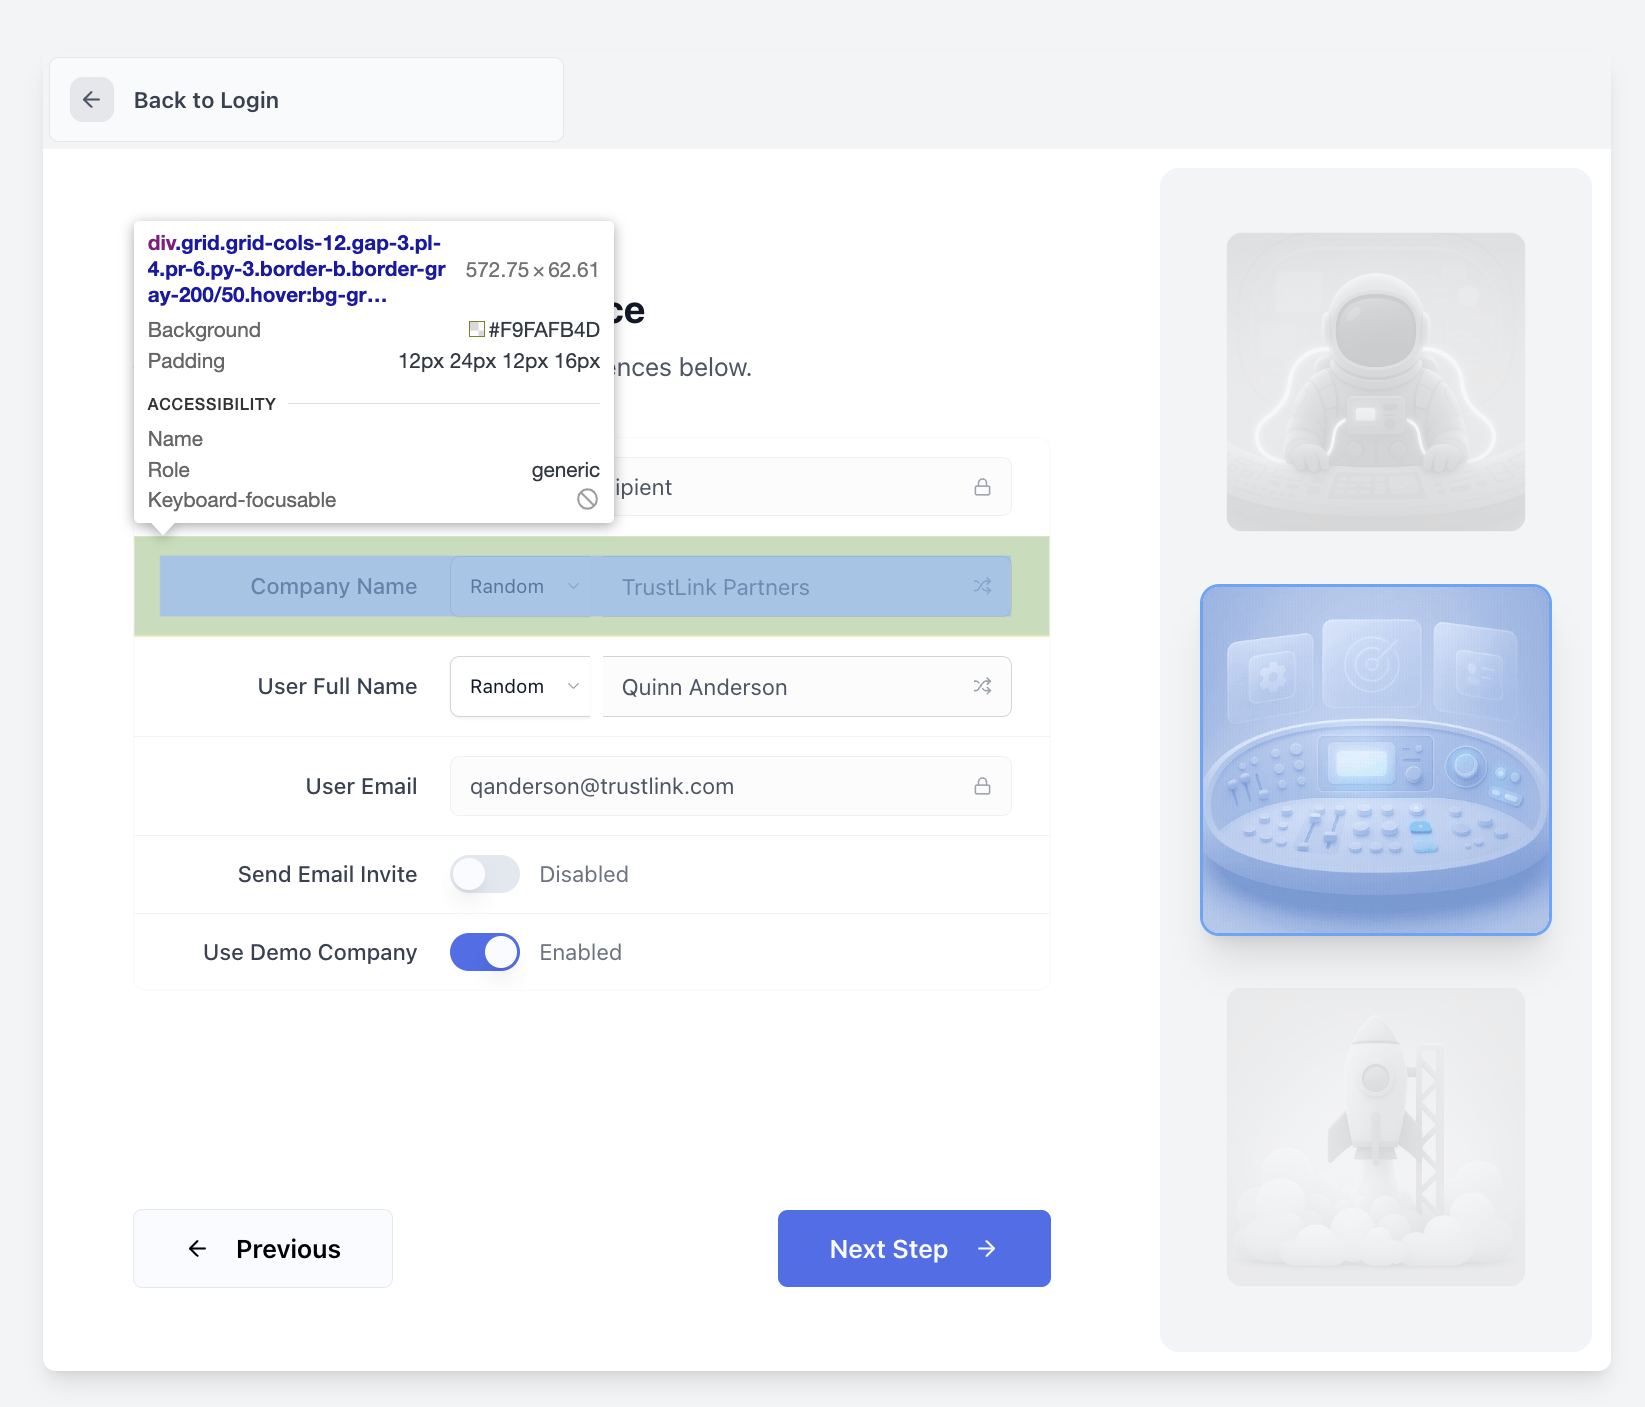 Back to Login
div.grid.grid-cols-12.gap-3.pl-
4.pr-6.py-3.border-b.border-gr
ay-200/50.hover:bg-gr…
572.75×62.61
Background #F9FAFB4D
Padding 12px 24px 12px 16px
ACCESSIBILITY
Name
Role generic
Keyboard-focusable
ce
ences below.
ipient
Company Name Random TrustLink Partners
User Full Name Random Quinn Anderson
User Email qanderson@trustlink.com
Send Email Invite Disabled
Use Demo Company Enabled
Previous Next Step